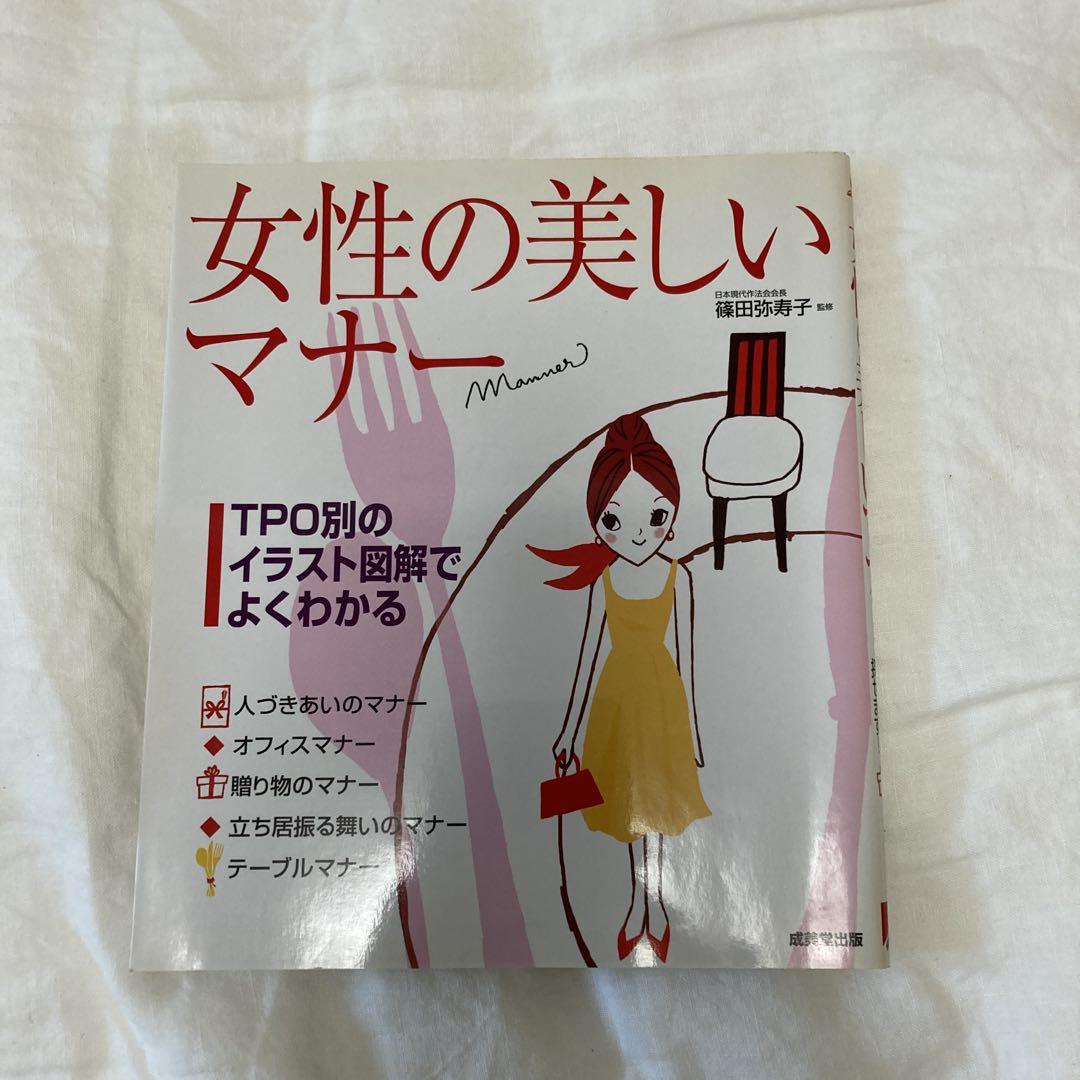 女性の美しい
マナー
Manner
日本現代作法会会長
篠田弥寿子 監修
TPO別の
イラスト図解で
よくわかる
人づきあいのマナー
オフィスマナー
贈り物のマナー
立ち居振る舞いのマナー
テーブルマナー
成美堂出版